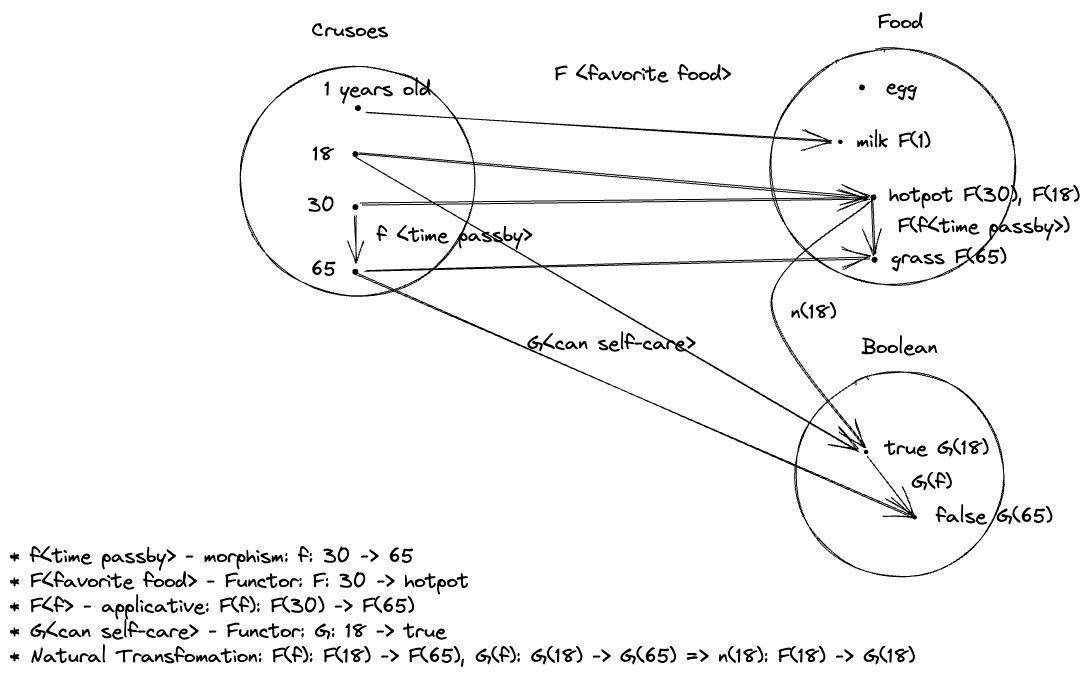 Crusoes
Food
F <favorite food>
1 years old
egg
milk F(1)
18
hotpot F(30), F(18)
30
F(f<time passby>)
f <time passby>
65
grass F(65)
n(18)
G<can self-care>
Boolean
true G(18)
G(f)
false G(65)
* f<time passby> - morphism: f: 30 -> 65
* F<favorite food> - Functor: F: 30 -> hotpot
* F<f> - applicative: F(f): F(30) -> F(65)
* G<can self-care> - Functor: G: 18 -> true
* Natural Transfomation: F(f): F(18) -> F(65), G(f): G(18) -> G(65) => n(18): F(18) -> G(18)